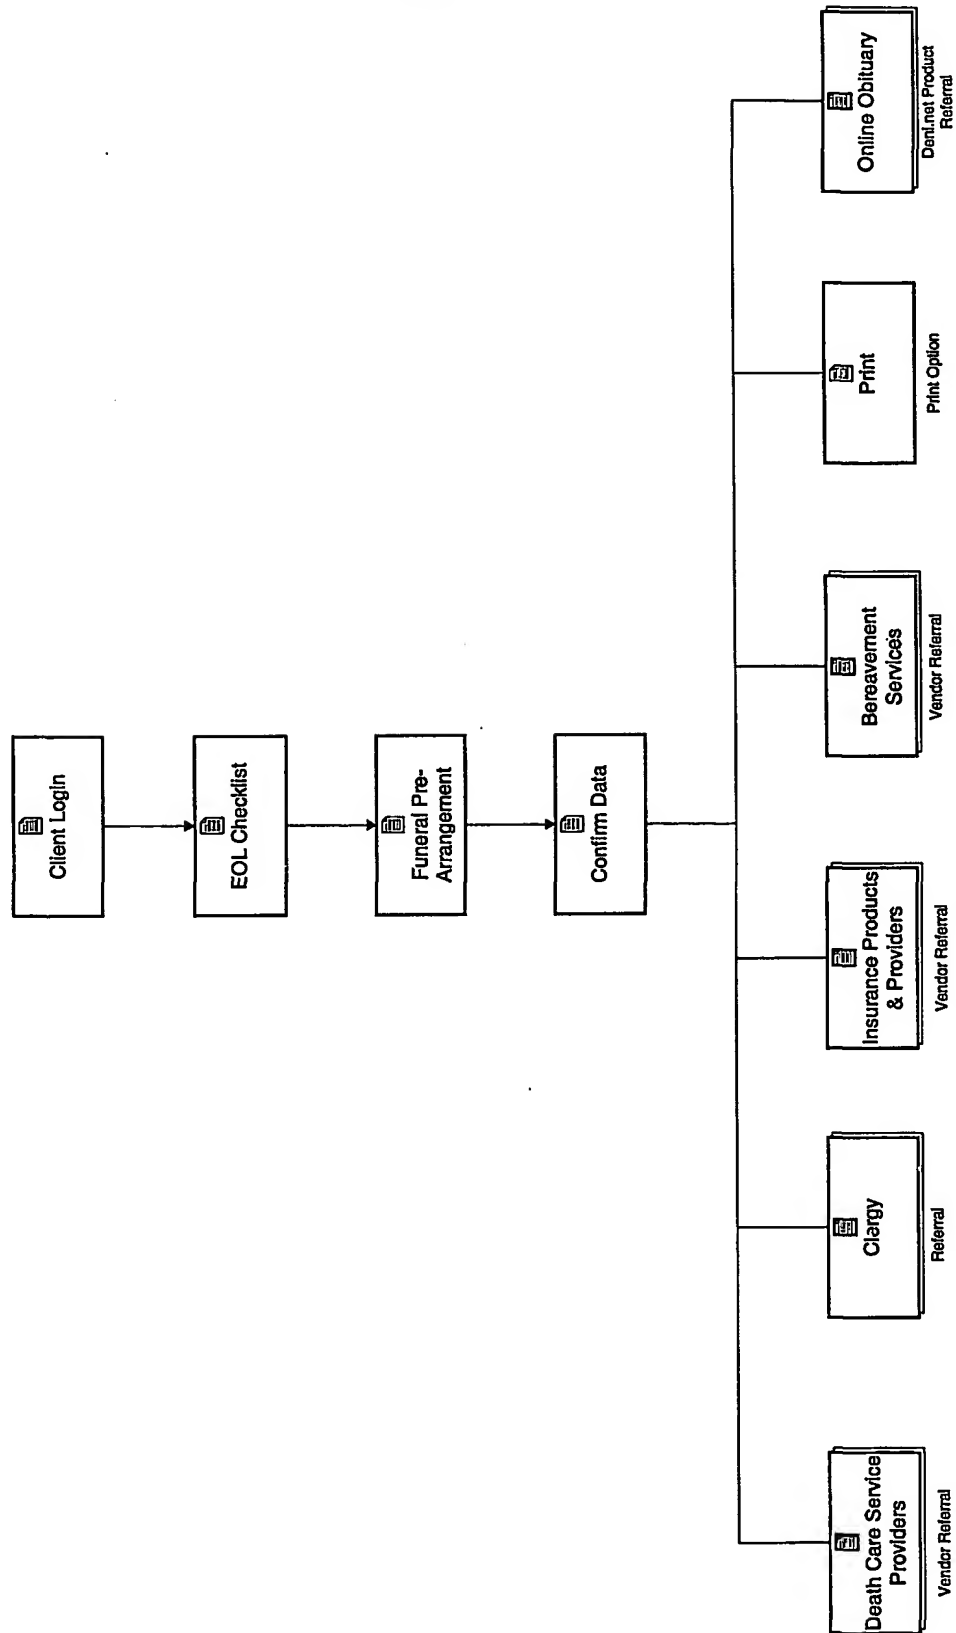 Client Login
EOL Checklist
Funeral Pre-
Arrangement
Confirm Data
Death Care Service
Providers
Vendor Referral
Clergy
Referral
Insurance Products
& Providers
Vendor Referral
Bereavement
Services
Vendor Referral
Print
Print Option
Online Obituary
Deni.net Product
Referral